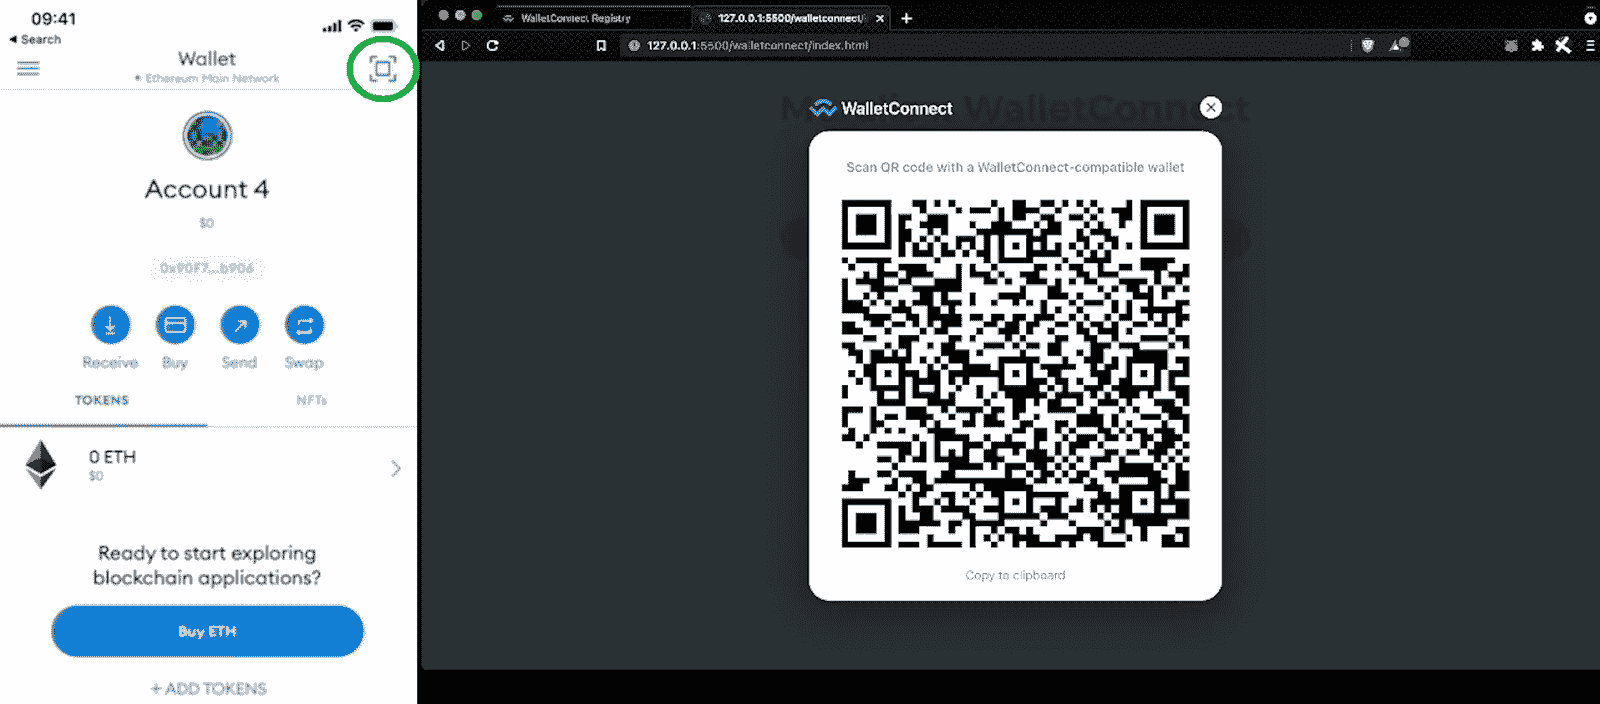 09:41
Search
Wallet
Ethereum Main Network
Account 4
$0
0x90F7...b906
Receive
Buy
Send
Swap
TOKENS
NFTs
0 ETH
$0
Ready to start exploring
blockchain applications?
Buy ETH
+ ADD TOKENS
WalletConnect Registry
127.0.0.1:5500/walletconnect/
127.0.0.1:5500/walletconnect/index.html
WalletConnect
WalletConnect
Scan QR code with a WalletConnect-compatible wallet
Copy to clipboard